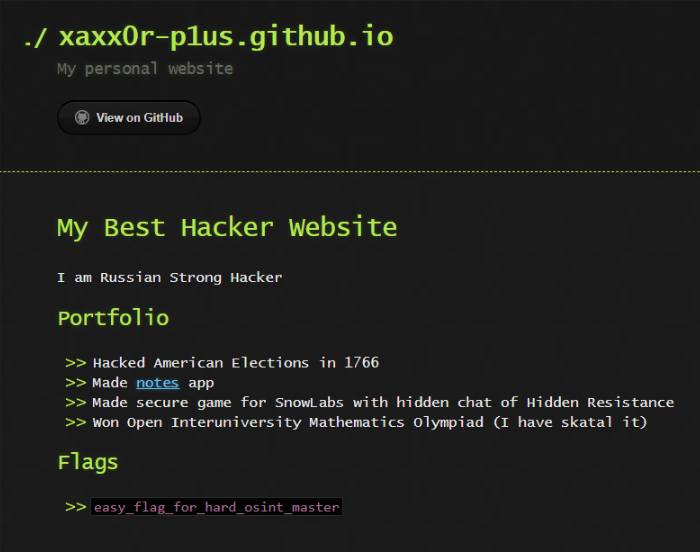 ./ xaxx0r-p1us.github.io
My personal website
View on GitHub
My Best Hacker Website
I am Russian Strong Hacker
Portfolio
>> Hacked American Elections in 1766
>> Made notes app
>> Made secure game for SnowLabs with hidden chat of Hidden Resistance
>> Won Open Interuniversity Mathematics Olympiad (I have skatal it)
Flags
>> easy_flag_for_hard_osint_master